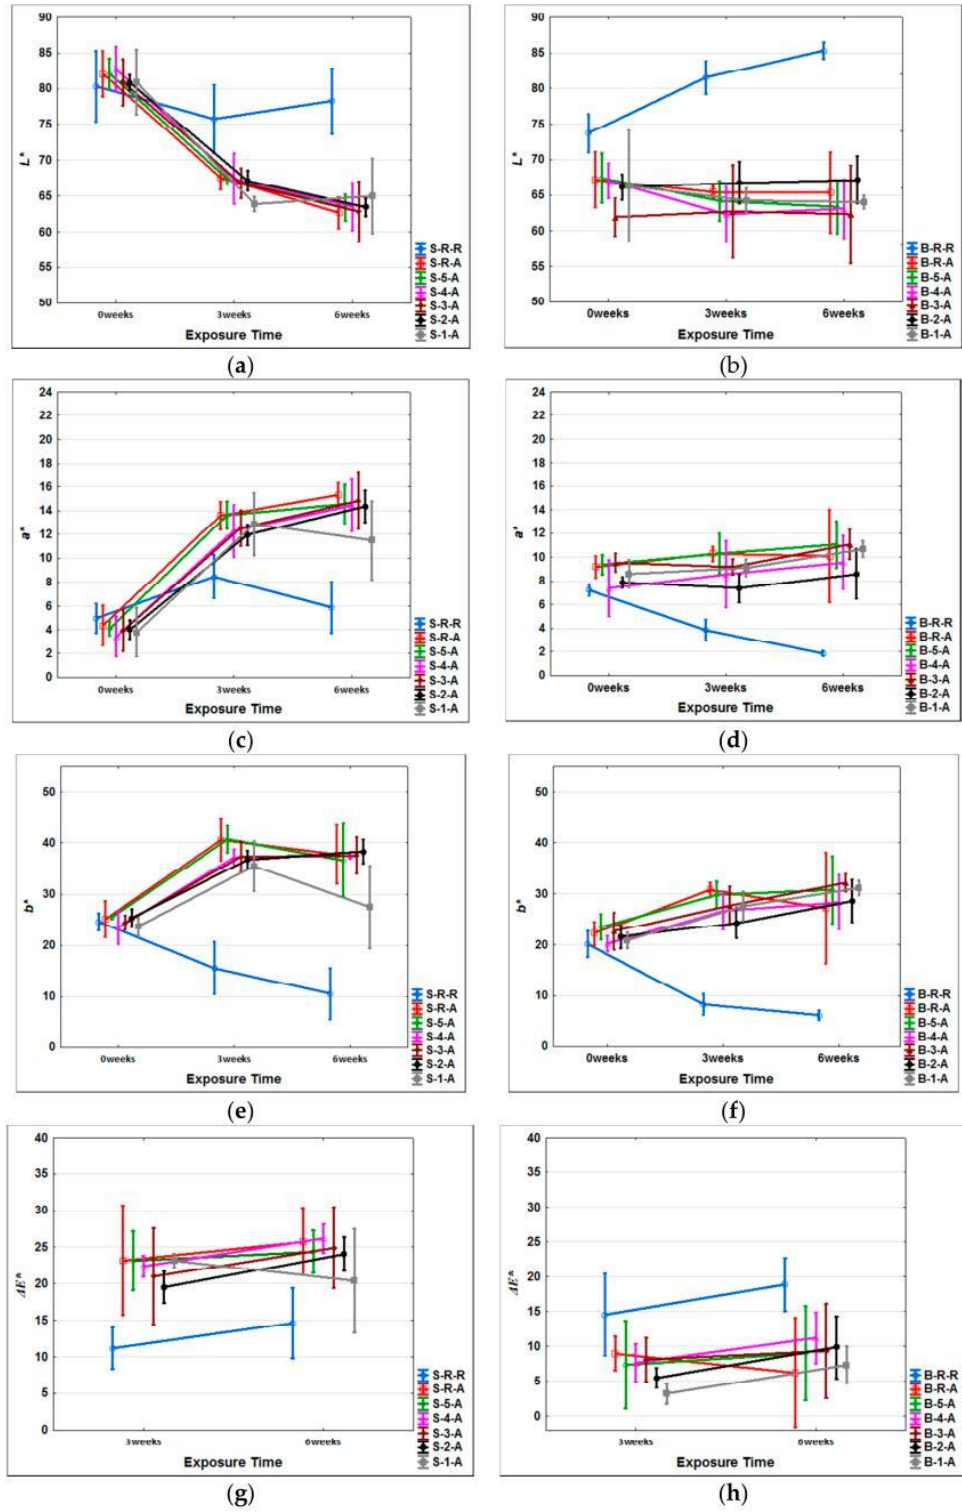 90
85
80
75
70
65
60
55
50
L*
0weeks 3weeks 6weeks
Exposure Time
S-R-R
S-R-A
S-5-A
S-4-A
S-3-A
S-2-A
S-1-A
(a)
90
85
80
75
70
65
60
55
50
L*
0weeks 3weeks 6weeks
Exposure Time
B-R-R
B-R-A
B-5-A
B-4-A
B-3-A
B-2-A
B-1-A
(b)
24
22
20
18
16
14
12
10
8
6
4
2
0
a*
0weeks 3weeks 6weeks
Exposure Time
S-R-R
S-R-A
S-5-A
S-4-A
S-3-A
S-2-A
S-1-A
(c)
24
22
20
18
16
14
12
10
8
6
4
2
0
a*
0weeks 3weeks 6weeks
Exposure Time
B-R-R
B-R-A
B-5-A
B-4-A
B-3-A
B-2-A
B-1-A
(d)
50
40
30
20
10
0
b*
0weeks 3weeks 6weeks
Exposure Time
S-R-R
S-R-A
S-5-A
S-4-A
S-3-A
S-2-A
S-1-A
(e)
50
40
30
20
10
0
b*
0weeks 3weeks 6weeks
Exposure Time
B-R-R
B-R-A
B-5-A
B-4-A
B-3-A
B-2-A
B-1-A
(f)
40
35
30
25
20
15
10
5
0
ΔE*
3weeks 6weeks
Exposure Time
S-R-R
S-R-A
S-5-A
S-4-A
S-3-A
S-2-A
S-1-A
(g)
40
35
30
25
20
15
10
5
0
ΔE*
3weeks 6weeks
Exposure Time
B-R-R
B-R-A
B-5-A
B-4-A
B-3-A
B-2-A
B-1-A
(h)